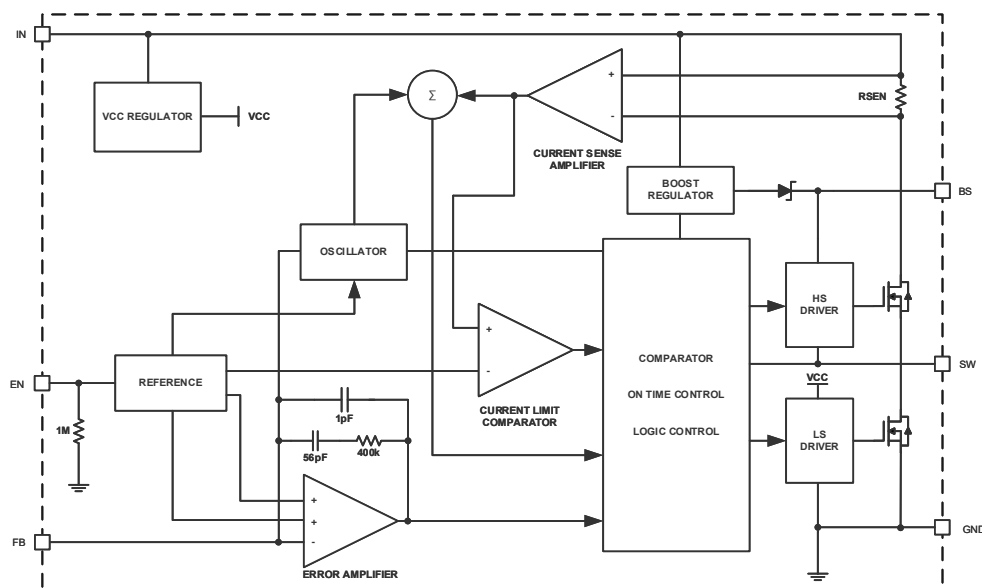 IN
VCC REGULATOR
VCC
Σ
+
-
CURRENT SENSE
AMPLIFIER
RSEN
BOOST
REGULATOR
BS
OSCILLATOR
HS
DRIVER
+
-
CURRENT LIMIT
COMPARATOR
COMPARATOR
ON TIME CONTROL
LOGIC CONTROL
SW
EN
REFERENCE
1M
1pF
56pF
400k
VCC
LS
DRIVER
+
+
-
ERROR AMPLIFIER
FB
GND